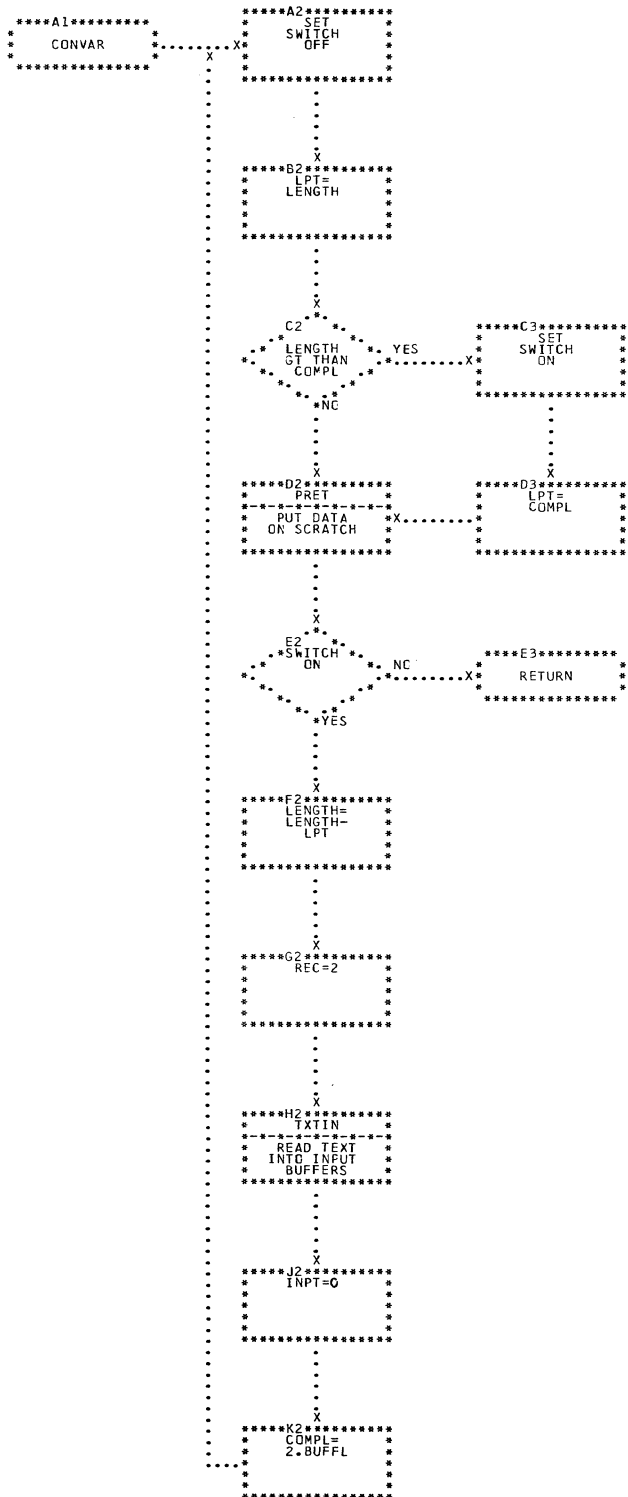 A1
CONVAR
A2
SET
SWITCH
OFF
B2
LPT=
LENGTH
C2
LENGTH
GT THAN
COMPL
YES
NO
C3
SET
SWITCH
ON
D2
PRET
PUT DATA
ON SCRATCH
D3
LPT=
COMPL
E2
SWITCH
ON
NO
YES
E3
RETURN
F2
LENGTH=
LENGTH-
LPT
G2
REC=2
H2
TXTIN
READ TEXT
INTO INPUT
BUFFERS
J2
INPT=0
K2
COMPL=
2.BUFFL